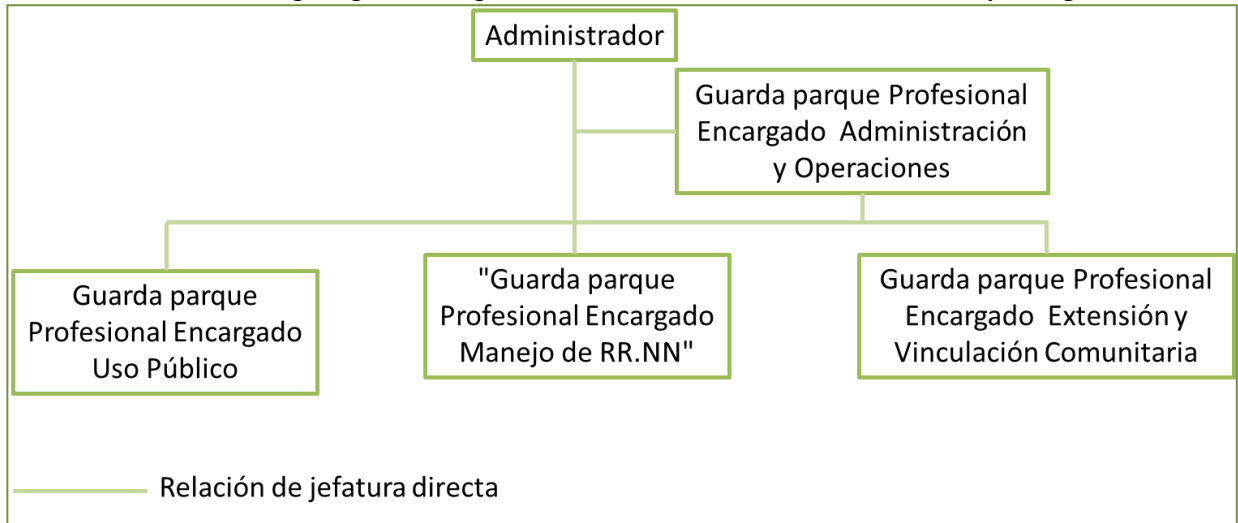 Administrador
Guarda parque Profesional
Encargado Administración
y Operaciones
Guarda parque
Profesional Encargado
Uso Público
"Guarda parque
Profesional Encargado
Manejo de RR.NN"
Guarda parque Profesional
Encargado Extensión y
Vinculación Comunitaria
Relación de jefatura directa